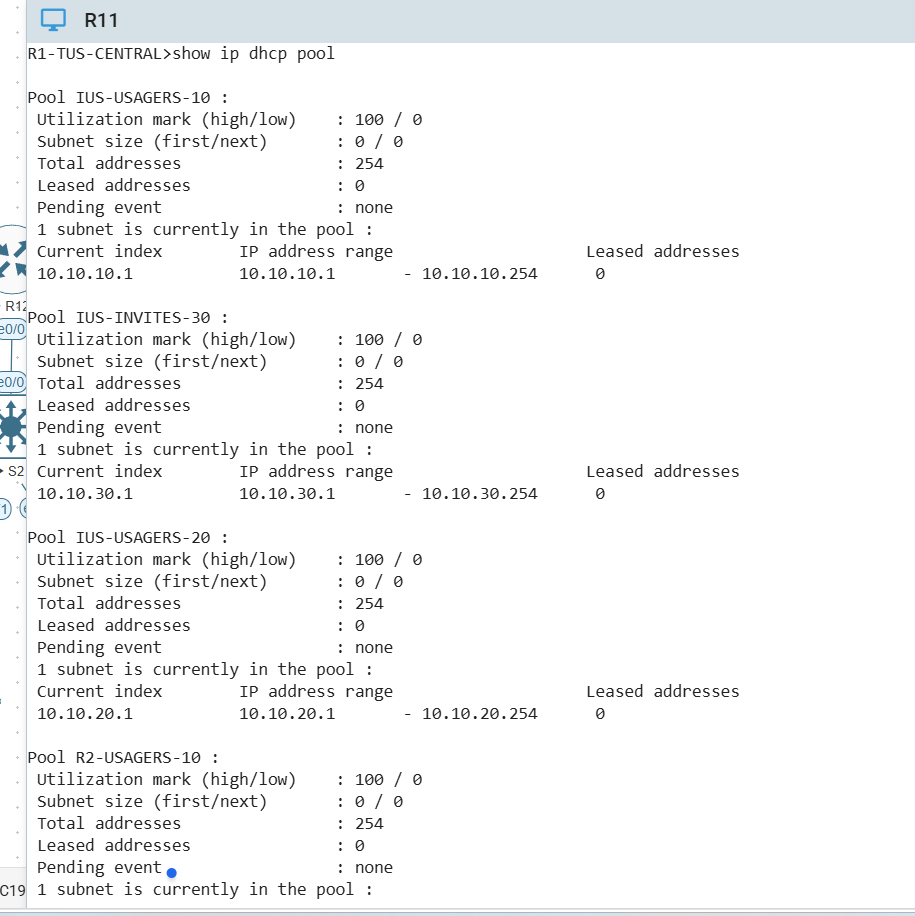 R11
R1-TUS-CENTRAL>show ip dhcp pool
Pool IUS-USAGERS-10 :
Utilization mark (high/low) : 100 / 0
Subnet size (first/next) : 0 / 0
Total addresses : 254
Leased addresses : 0
Pending event : none
1 subnet is currently in the pool :
Current index IP address range Leased addresses
10.10.10.1 10.10.10.1 - 10.10.10.254 0
Pool IUS-INVITES-30 :
Utilization mark (high/low) : 100 / 0
Subnet size (first/next) : 0 / 0
Total addresses : 254
Leased addresses : 0
Pending event : none
1 subnet is currently in the pool :
Current index IP address range Leased addresses
10.10.30.1 10.10.30.1 - 10.10.30.254 0
Pool IUS-USAGERS-20 :
Utilization mark (high/low) : 100 / 0
Subnet size (first/next) : 0 / 0
Total addresses : 254
Leased addresses : 0
Pending event : none
1 subnet is currently in the pool :
Current index IP address range Leased addresses
10.10.20.1 10.10.20.1 - 10.10.20.254 0
Pool R2-USAGERS-10 :
Utilization mark (high/low) : 100 / 0
Subnet size (first/next) : 0 / 0
Total addresses : 254
Leased addresses : 0
Pending event : none
1 subnet is currently in the pool :
R12
e0/0
e0/0
S2
C19